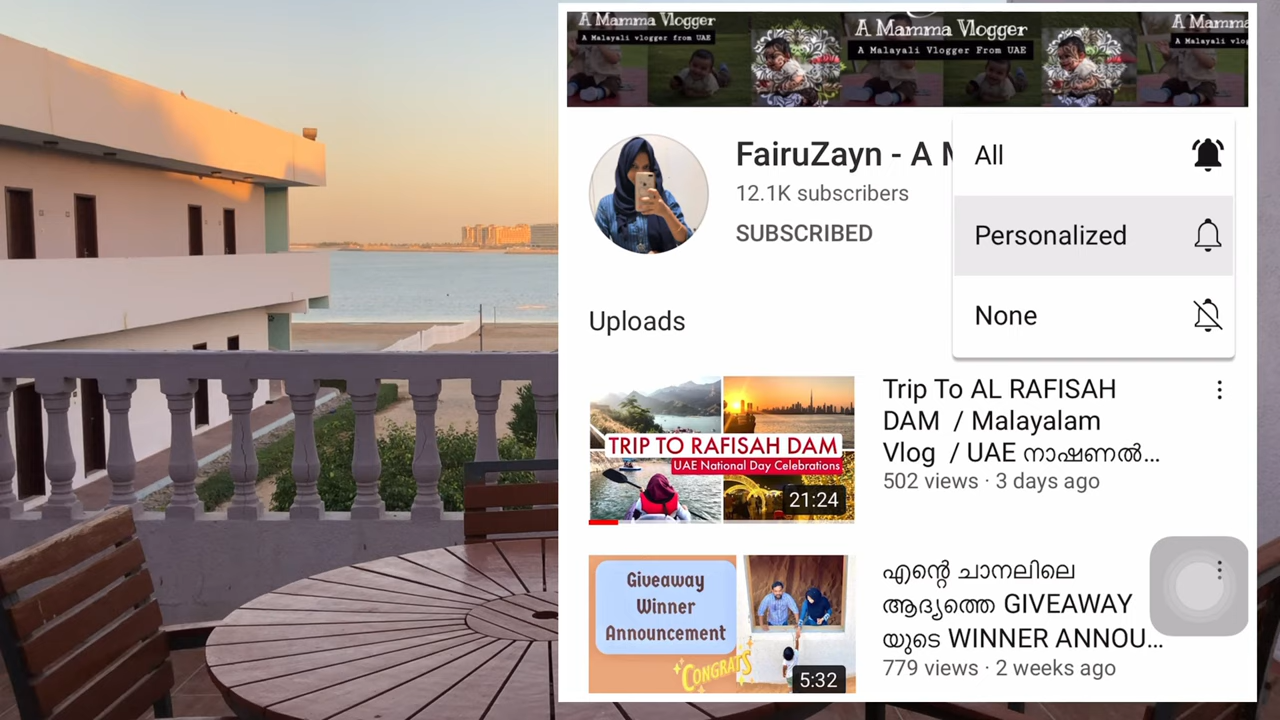 A Mamma Vlogger
A Malayali vlogger from UAE
A Mamma Vlogger
A Malayali Vlogger From UAE
A Mamma
A Malayali vlo
FairuZayn - A M
12.1K subscribers
SUBSCRIBED
All
Personalized
None
Uploads
TRIP TO RAFISAH DAM
UAE National Day Celebrations
21:24
Trip To AL RAFISAH
DAM / Malayalam
Vlog / UAE നാഷണൽ...
502 views · 3 days ago
Giveaway
Winner
Announcement
CONGRATS
5:32
എന്റെ ചാനലിലെ
ആദ്യത്തെ GIVEAWAY
യുടെ WINNER ANNOU...
779 views · 2 weeks ago